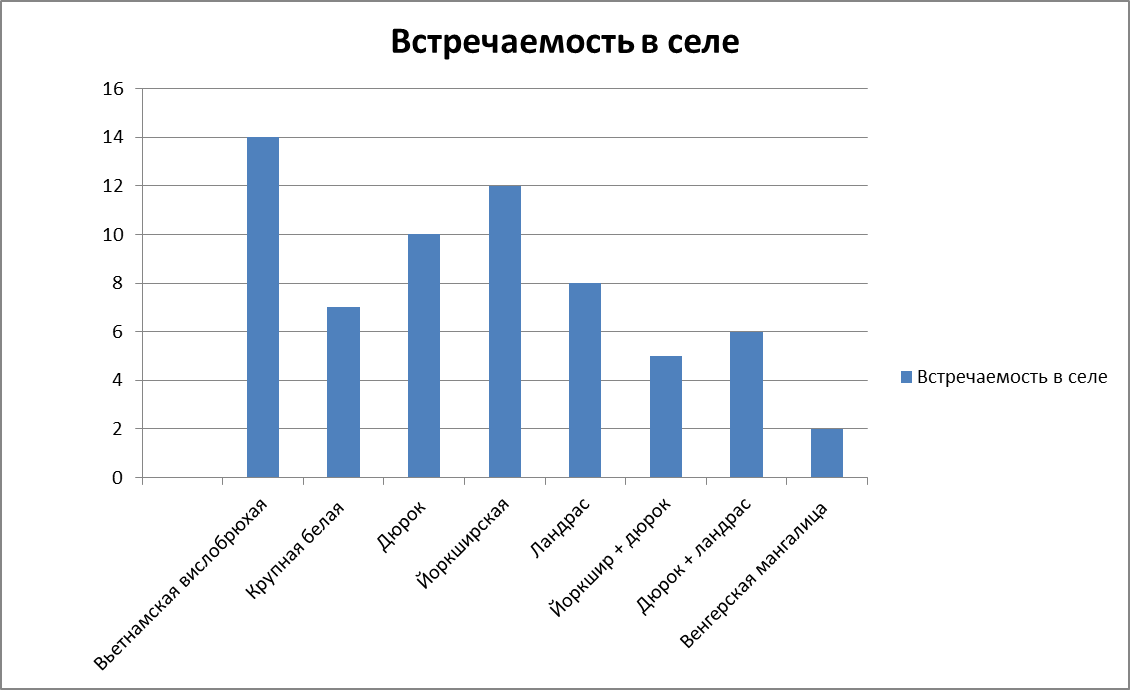 Встречаемость в селе
16
14
12
10
8
6
4
2
0
Вьетнамская вислобрюхая
Крупная белая
Дюрок
Йоркширская
Ландрас
Йоркшир + дюрок
Дюрок + ландрас
Венгерская мангалица
Встречаемость в селе